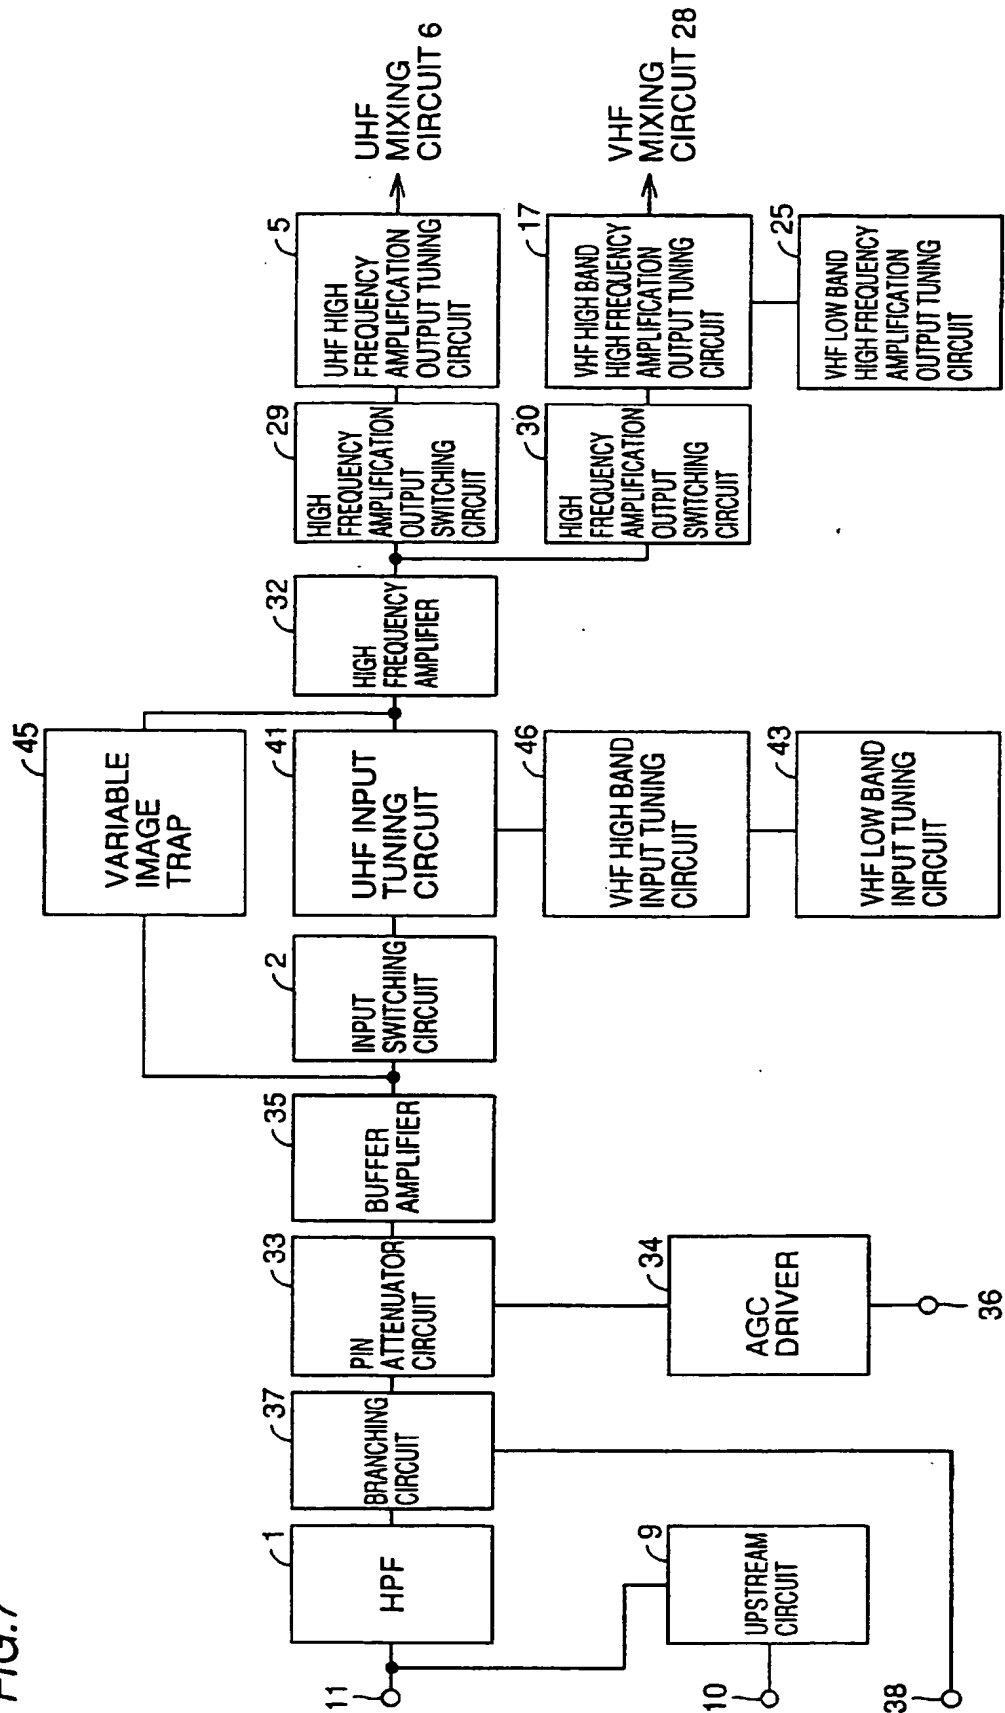 FIG.7
11
1
HPF
37
BRANCHING
CIRCUIT
33
PIN
ATTENUATOR
CIRCUIT
35
BUFFER
AMPLIFIER
2
INPUT
SWITCHING
CIRCUIT
45
VARIABLE
IMAGE
TRAP
41
UHF INPUT
TUNING
CIRCUIT
32
HIGH
FREQUENCY
AMPLIFIER
29
HIGH
FREQUENCY
AMPLIFICATION
OUTPUT
SWITCHING
CIRCUIT
5
UHF HIGH
FREQUENCY
AMPLIFICATION
OUTPUT TUNING
CIRCUIT
UHF
MIXING
CIRCUIT 6
46
VHF HIGH BAND
INPUT TUNING
CIRCUIT
30
HIGH
FREQUENCY
AMPLIFICATION
OUTPUT
SWITCHING
CIRCUIT
17
VHF HIGH BAND
HIGH FREQUENCY
AMPLIFICATION
OUTPUT TUNING
CIRCUIT
VHF
MIXING
CIRCUIT 28
10
9
UPSTREAM
CIRCUIT
34
AGC
DRIVER
36
43
VHF LOW BAND
INPUT TUNING
CIRCUIT
25
VHF LOW BAND
HIGH FREQUENCY
AMPLIFICATION
OUTPUT TUNING
CIRCUIT
38